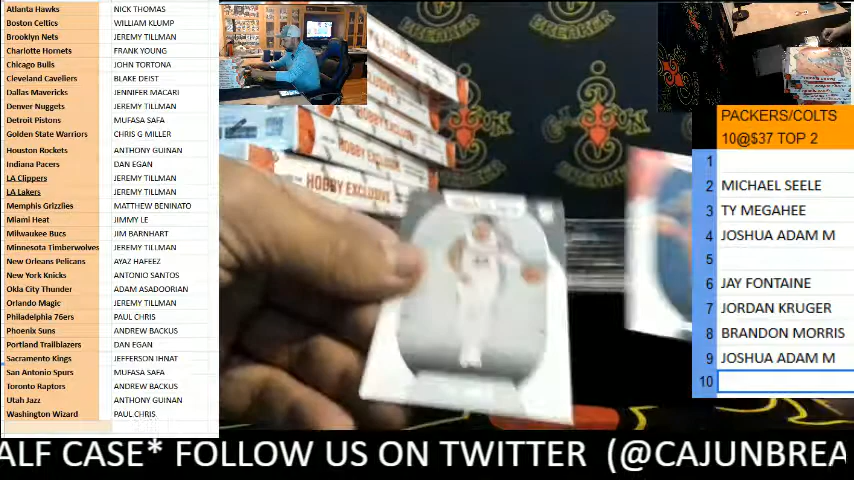 Atlanta Hawks NICK THOMAS
Boston Celtics WILLIAM KLUMP
Brooklyn Nets JEREMY TILLMAN
Charlotte Hornets FRANK YOUNG
Chicago Bulls JOHN TORTONA
Cleveland Caveliers BLAKE DEIST
Dallas Mavericks JENNIFER MACARI
Denver Nuggets JEREMY TILLMAN
Detroit Pistons MUFASA SAFA
Golden State Warriors CHRIS G MILLER
Houston Rockets ANTHONY GUINAN
Indiana Pacers DAN EGAN
LA Clippers JEREMY TILLMAN
LA Lakers JEREMY TILLMAN
Memphis Grizzlies MATTHEW BENINATO
Miami Heat JIMMY LE
Milwaukee Bucs JIM BARNHART
Minnesota Timberwolves JEREMY TILLMAN
New Orleans Pelicans AYAZ HAFEEZ
New York Knicks ANTONIO SANTOS
Okla City Thunder ADAM ASADOORIAN
Orlando Magic JEREMY TILLMAN
Philadelphia 76ers PAUL CHRIS
Phoenix Suns ANDREW BACKUS
Portland Trailblazers DAN EGAN
Sacramento Kings JEFFERSON IHNAT
San Antonio Spurs MUFASA SAFA
Toronto Raptors ANDREW BACKUS
Utah Jazz ANTHONY GUINAN
Washington Wizard PAUL CHRIS
EXCLUSIVE
HOBBY EXCLUSIVE
HOBBY EXCLUSIVE
BREAKER
PACKERS/COLTS
10@$37 TOP 2
1
2 MICHAEL SEELE
3 TY MEGAHEE
4 JOSHUA ADAM M
5
6 JAY FONTAINE
7 JORDAN KRUGER
8 BRANDON MORRIS
9 JOSHUA ADAM M
10
ALF CASE* FOLLOW US ON TWITTER (@CAJUNBREA